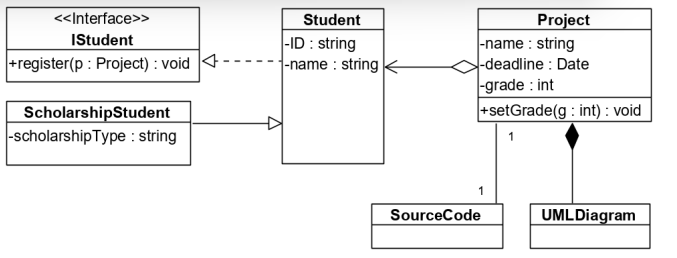 <<Interface>>
IStudent
+register(p : Project) : void
Student
-ID : string
-name : string
Project
-name : string
-deadline : Date
-grade : int
+setGrade(g : int) : void
ScholarshipStudent
-scholarshipType : string
1
1
SourceCode
UMLDiagram